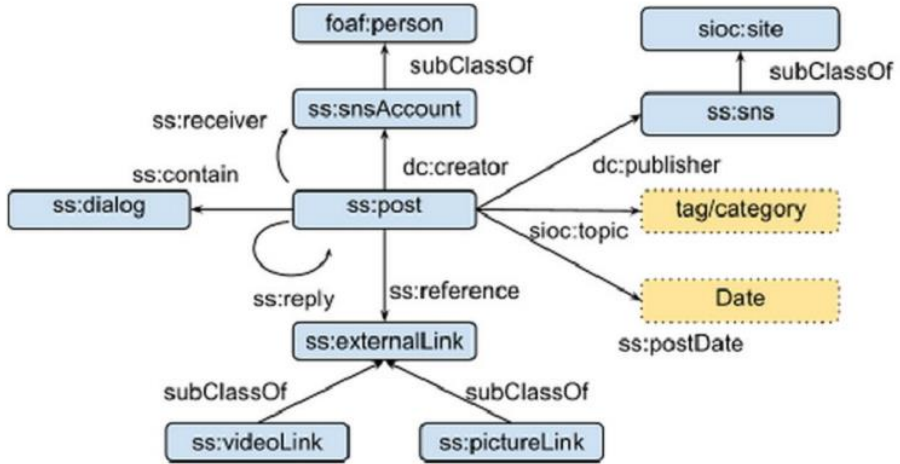 foaf:person
sioc:site
subClassOf
subClassOf
ss:snsAccount
ss:sns
ss:receiver
dc:creator
dc:publisher
ss:contain
ss:dialog
ss:post
tag/category
sioc:topic
ss:reply
ss:reference
Date
ss:postDate
ss:externalLink
subClassOf
subClassOf
ss:videoLink
ss:pictureLink